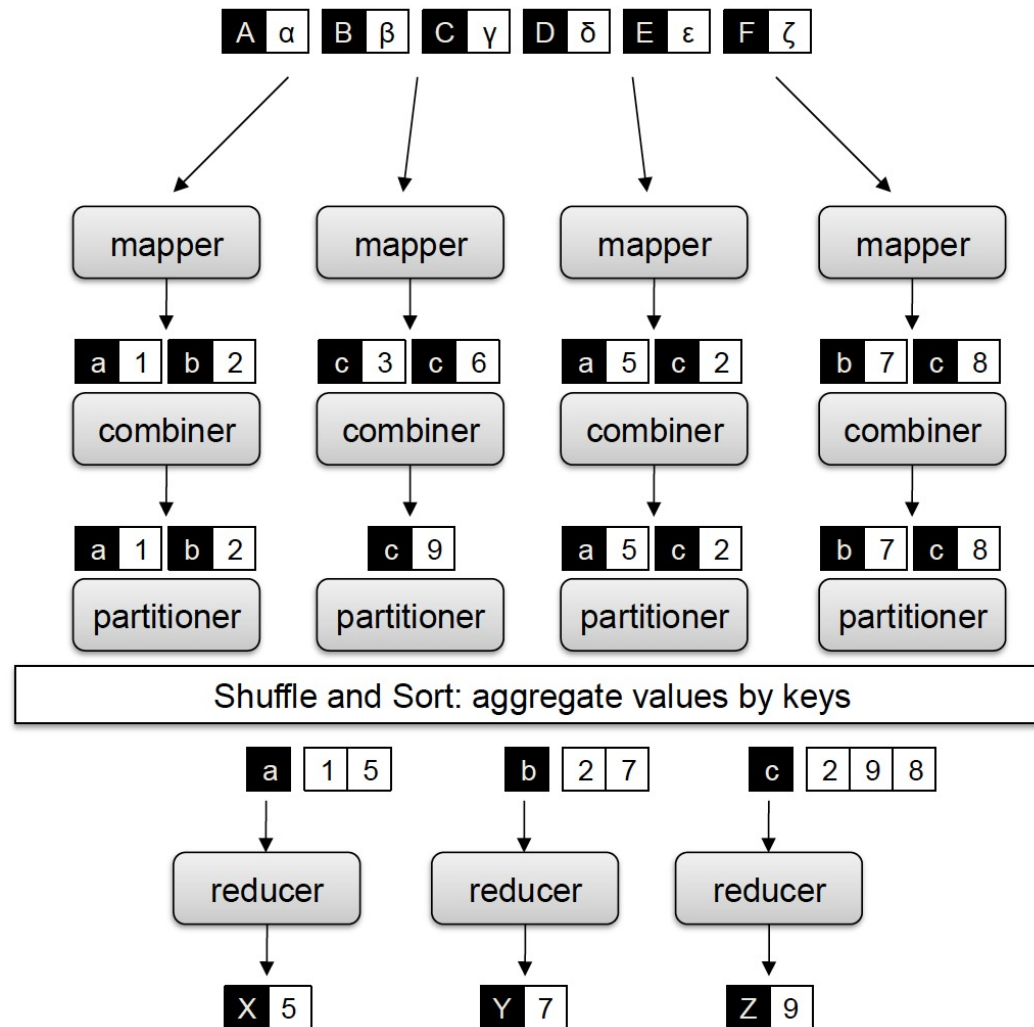 A α B β C γ D δ E ε F ζ
mapper mapper mapper mapper
a 1 b 2 c 3 c 6 a 5 c 2 b 7 c 8
combiner combiner combiner combiner
a 1 b 2 c 9 a 5 c 2 b 7 c 8
partitioner partitioner partitioner partitioner
Shuffle and Sort: aggregate values by keys
a 1 5 b 2 7 c 2 9 8
reducer reducer reducer
X 5 Y 7 Z 9